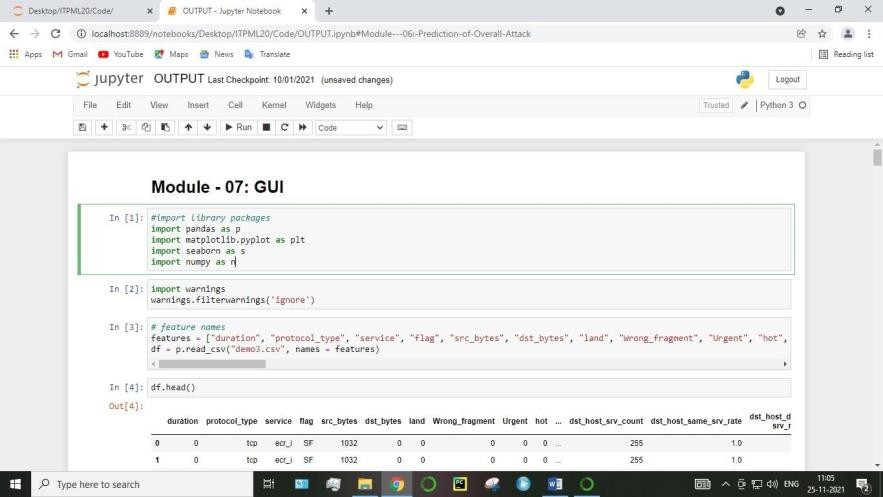 Desktop/ITPML20/Code/
OUTPUT - Jupyter Notebook
localhost:8889/notebooks/Desktop/ITPML20/Code/OUTPUT.ipynb#Module---06:-Prediction-of-Overall-Attack
Apps Gmail YouTube Maps News Translate Reading list
jupyter OUTPUT Last Checkpoint: 10/01/2021 (unsaved changes) Logout
File Edit View Insert Cell Kernel Widgets Help Trusted Python 3
Run Code
Module - 07: GUI
In [1]: #import library packages
import pandas as p
import matplotlib.pyplot as plt
import seaborn as s
import numpy as n
In [2]: import warnings
warnings.filterwarnings('ignore')
In [3]: # feature names
features = ["duration", "protocol_type", "service", "flag", "src_bytes", "dst_bytes", "land", "Wrong_fragment", "Urgent", "hot",
df = p.read_csv("demo3.csv", names = features)
In [4]: df.head()
Out[4]:
duration protocol_type service flag src_bytes dst_bytes land Wrong_fragment Urgent hot ... dst_host_srv_count dst_host_same_srv_rate dst_host_d
srv_r
0 0 tcp ecr_i SF 1032 0 0 0 0 0 ... 255 1.0
1 0 tcp ecr_i SF 1032 0 0 0 0 0 ... 255 1.0
Type here to search
ENG
11:05
25-11-2021
2